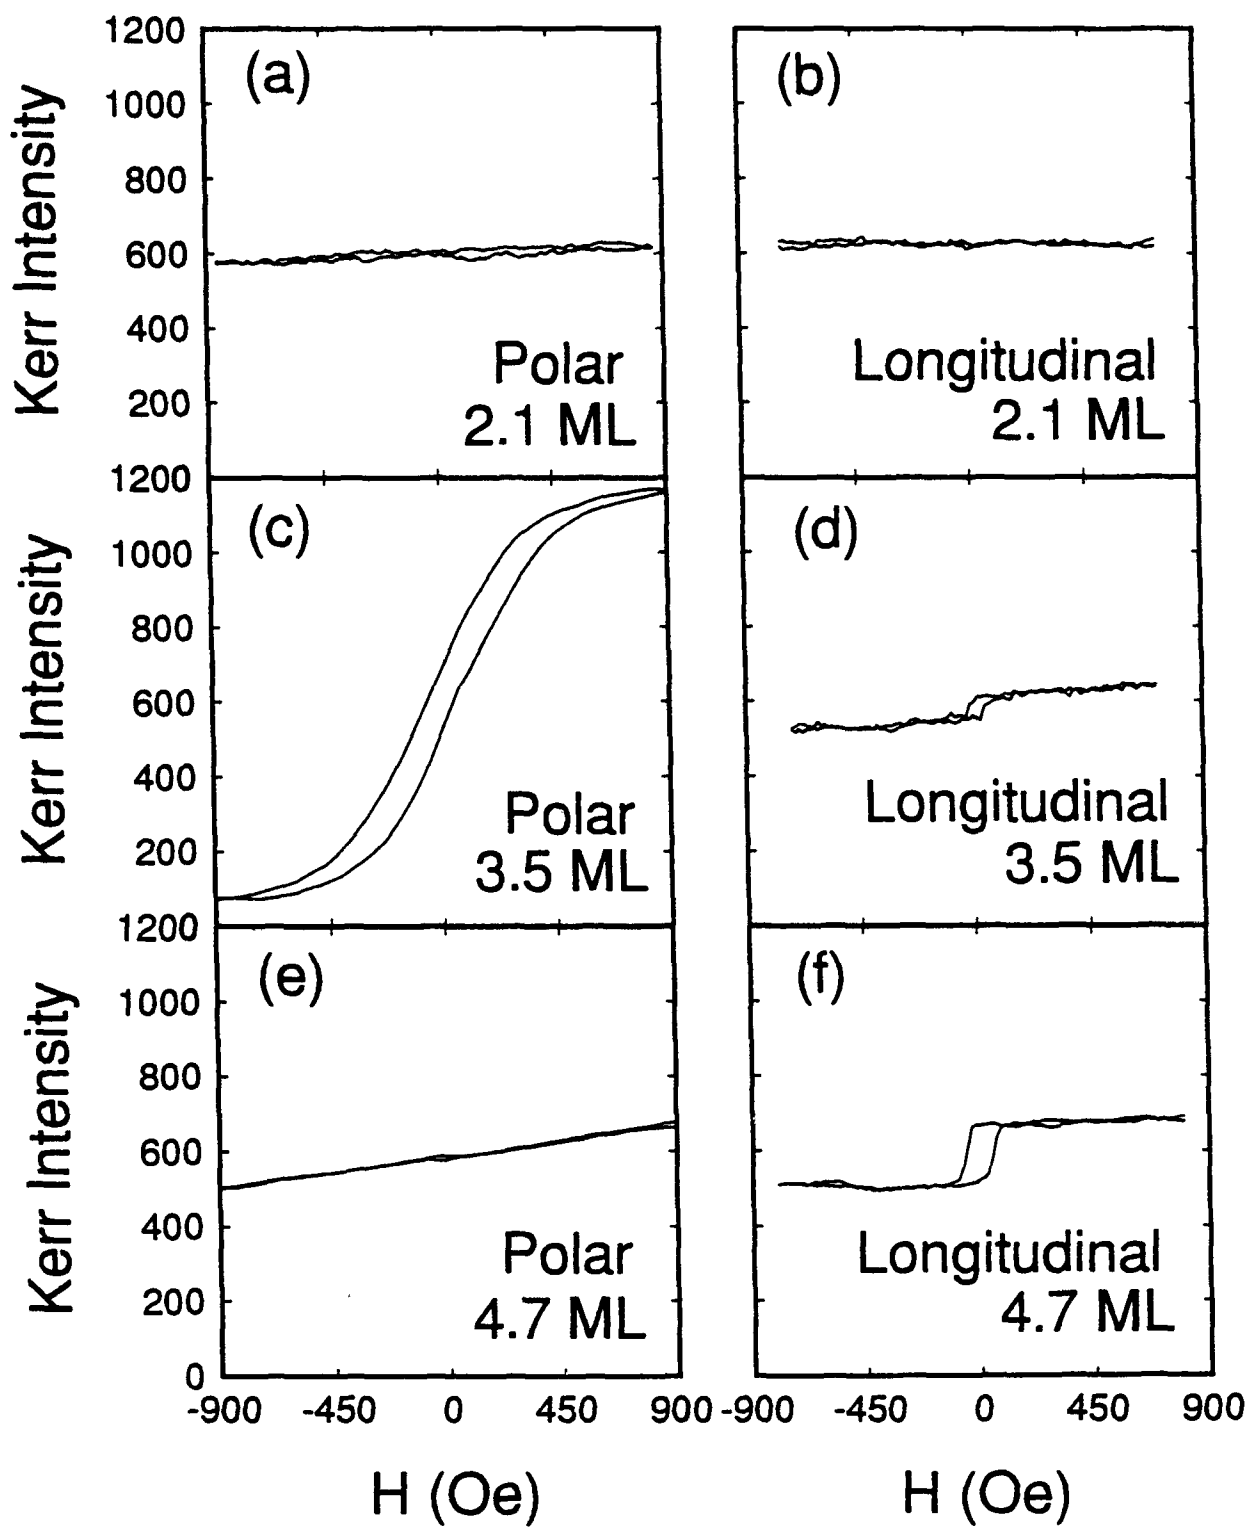 Kerr Intensity
1200
1000
800
600
400
200
(a)
Polar
2.1 ML
(b)
Longitudinal
2.1 ML
Kerr Intensity
1200
1000
800
600
400
200
(c)
Polar
3.5 ML
(d)
Longitudinal
3.5 ML
Kerr Intensity
1200
1000
800
600
400
200
0
(e)
Polar
4.7 ML
(f)
Longitudinal
4.7 ML
-900 -450 0 450 900 -900 -450 0 450 900
H (Oe) H (Oe)